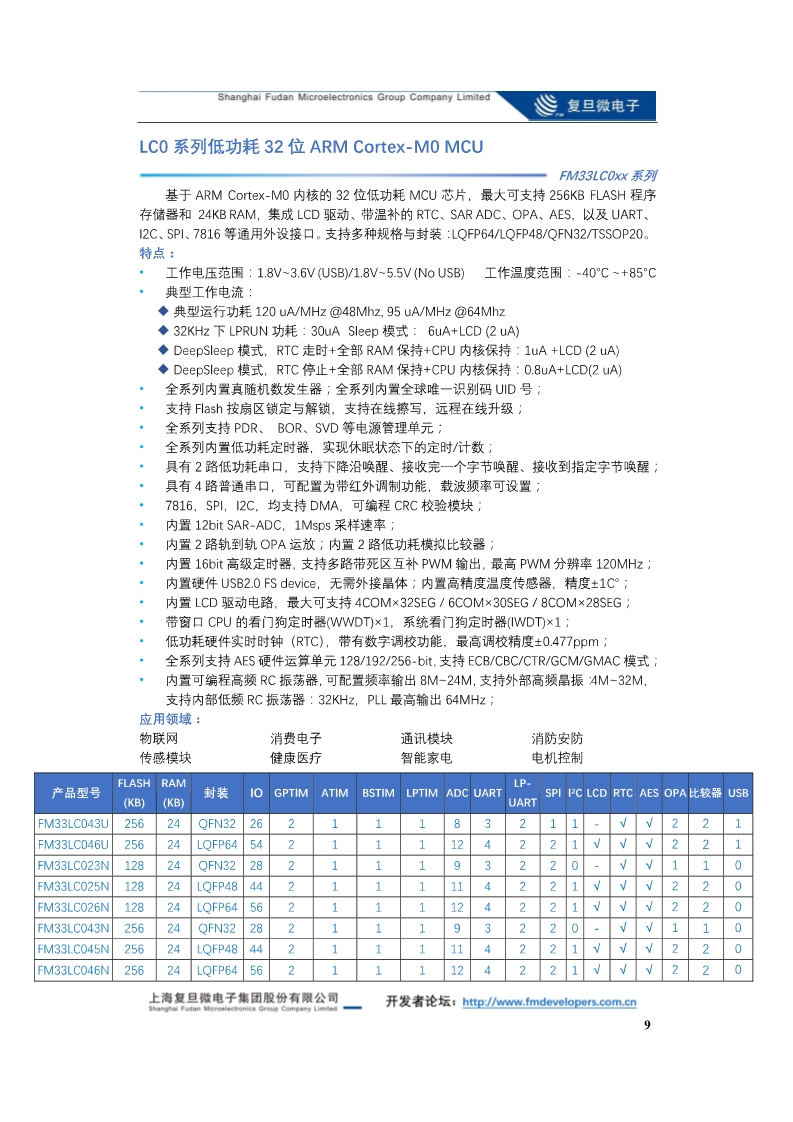 Shanghai Fudan Microelectronics Group Company Limited
复旦微电子
LC0 系列低功耗 32 位 ARM Cortex-M0 MCU
FM33LC0xx 系列
基于 ARM Cortex-M0 内核的 32 位低功耗 MCU 芯片，最大可支持 256KB FLASH 程序
存储器和 24KB RAM，集成 LCD 驱动、带温补的 RTC、SAR ADC、OPA、AES，以及 UART、
I2C、SPI、7816 等通用外设接口。支持多种规格与封装：LQFP64/LQFP48/QFN32/TSSOP20。
特点：
• 工作电压范围：1.8V~3.6V (USB)/1.8V~5.5V (No USB) 工作温度范围：-40°C ~+85°C
• 典型工作电流：
◆ 典型运行功耗 120 uA/MHz @48Mhz, 95 uA/MHz @64Mhz
◆ 32KHz 下 LPRUN 功耗：30uA Sleep 模式： 6uA+LCD (2 uA)
◆ DeepSleep 模式，RTC 走时+全部 RAM 保持+CPU 内核保持：1uA +LCD (2 uA)
◆ DeepSleep 模式，RTC 停止+全部 RAM 保持+CPU 内核保持：0.8uA+LCD(2 uA)
• 全系列内置真随机数发生器；全系列内置全球唯一识别码 UID 号；
• 支持 Flash 按扇区锁定与解锁，支持在线擦写，远程在线升级；
• 全系列支持 PDR、 BOR、SVD 等电源管理单元；
• 全系列内置低功耗定时器，实现休眠状态下的定时/计数；
• 具有 2 路低功耗串口，支持下降沿唤醒、接收完一个字节唤醒、接收到指定字节唤醒；
• 具有 4 路普通串口，可配置为带红外调制功能，载波频率可设置；
• 7816，SPI，I2C，均支持 DMA，可编程 CRC 校验模块；
• 内置 12bit SAR-ADC，1Msps 采样速率；
• 内置 2 路轨到轨 OPA 运放；内置 2 路低功耗模拟比较器；
• 内置 16bit 高级定时器，支持多路带死区互补 PWM 输出，最高 PWM 分辨率 120MHz；
• 内置硬件 USB2.0 FS device，无需外接晶体；内置高精度温度传感器，精度±1C°；
• 内置 LCD 驱动电路，最大可支持 4COM×32SEG / 6COM×30SEG / 8COM×28SEG；
• 带窗口 CPU 的看门狗定时器(WWDT)×1，系统看门狗定时器(IWDT)×1；
• 低功耗硬件实时时钟（RTC），带有数字调校功能，最高调校精度±0.477ppm；
• 全系列支持 AES 硬件运算单元 128/192/256-bit, 支持 ECB/CBC/CTR/GCM/GMAC 模式；
• 内置可编程高频 RC 振荡器，可配置频率输出 8M~24M，支持外部高频晶振：4M~32M，
支持内部低频 RC 振荡器：32KHz，PLL 最高输出 64MHz；
应用领域：
物联网 消费电子 通讯模块 消防安防
传感模块 健康医疗 智能家电 电机控制
产品型号 FLASH (KB) RAM (KB) 封装 IO GPTIM ATIM BSTIM LPTIM ADC UART LP-UART SPI I²C LCD RTC AES OPA 比较器 USB
FM33LC043U 256 24 QFN32 26 2 1 1 1 8 3 2 1 1 - √ √ 2 2 1
FM33LC046U 256 24 LQFP64 54 2 1 1 1 12 4 2 2 1 √ √ √ 2 2 1
FM33LC023N 128 24 QFN32 28 2 1 1 1 9 3 2 2 0 - √ √ 1 1 0
FM33LC025N 128 24 LQFP48 44 2 1 1 1 11 4 2 2 1 √ √ √ 2 2 0
FM33LC026N 128 24 LQFP64 56 2 1 1 1 12 4 2 2 1 √ √ √ 2 2 0
FM33LC043N 256 24 QFN32 28 2 1 1 1 9 3 2 2 0 - √ √ 1 1 0
FM33LC045N 256 24 LQFP48 44 2 1 1 1 11 4 2 2 1 √ √ √ 2 2 0
FM33LC046N 256 24 LQFP64 56 2 1 1 1 12 4 2 2 1 √ √ √ 2 2 0
上海复旦微电子集团股份有限公司 开发者论坛：http://www.fmdevelopers.com.cn
Shanghai Fudan Microelectronics Group Company Limited
9